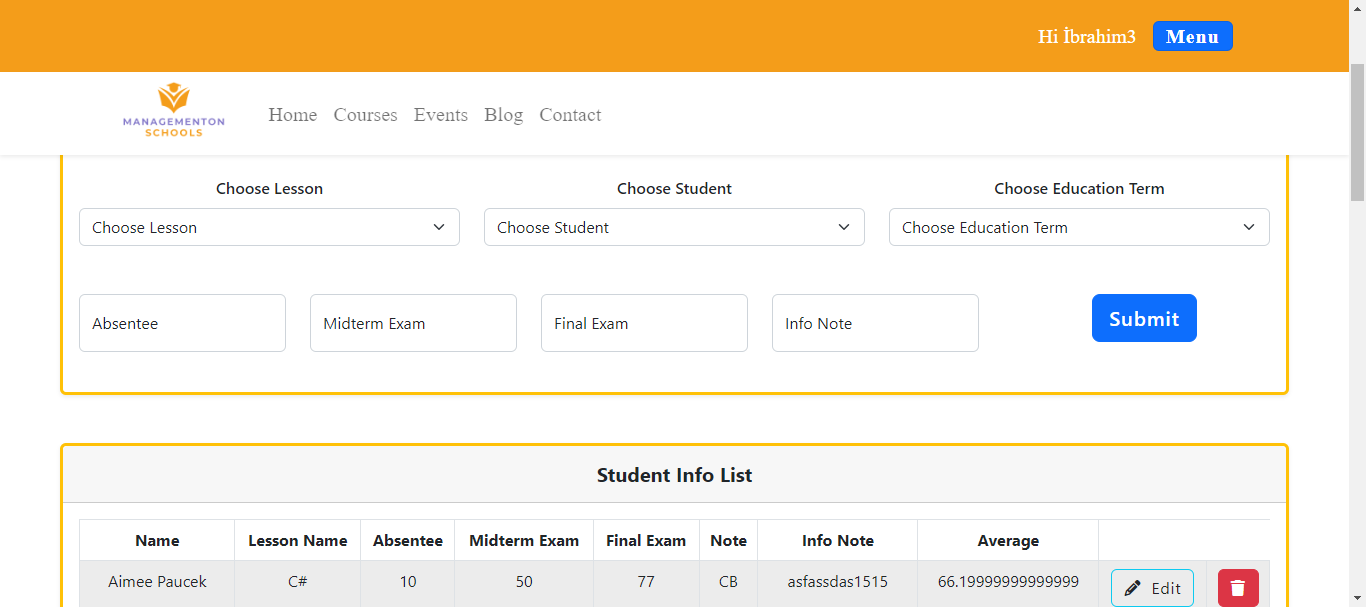 Hi İbrahim3 Menu
MANAGEMENTON
SCHOOLS
Home Courses Events Blog Contact
Choose Lesson Choose Student Choose Education Term
Choose Lesson Choose Student Choose Education Term
Absentee Midterm Exam Final Exam Info Note Submit
Student Info List
Name Lesson Name Absentee Midterm Exam Final Exam Note Info Note Average
Aimee Paucek C# 10 50 77 CB asfassdas1515 66.19999999999999 Edit